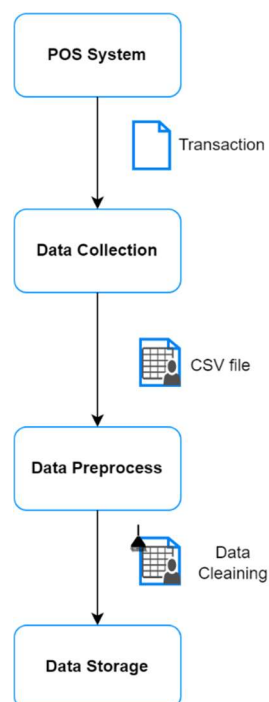 POS System
Transaction
Data Collection
CSV file
Data Preprocess
Data
Cleaining
Data Storage